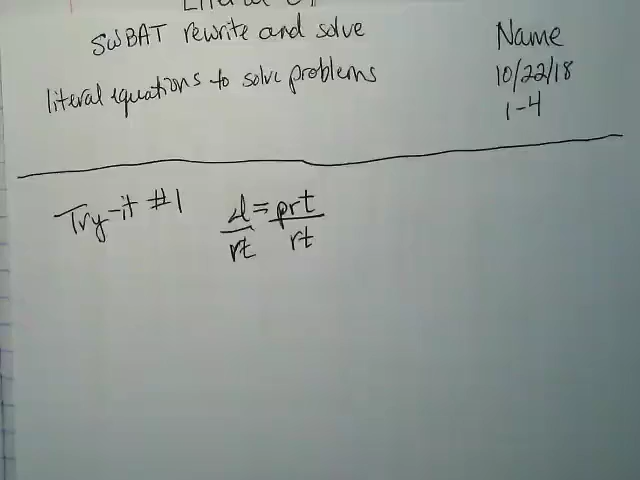 SWBAT rewrite and solve
literal equations to solve problems
Name
10/22/18
1-4
Try-it #1
d/rt = prt/rt